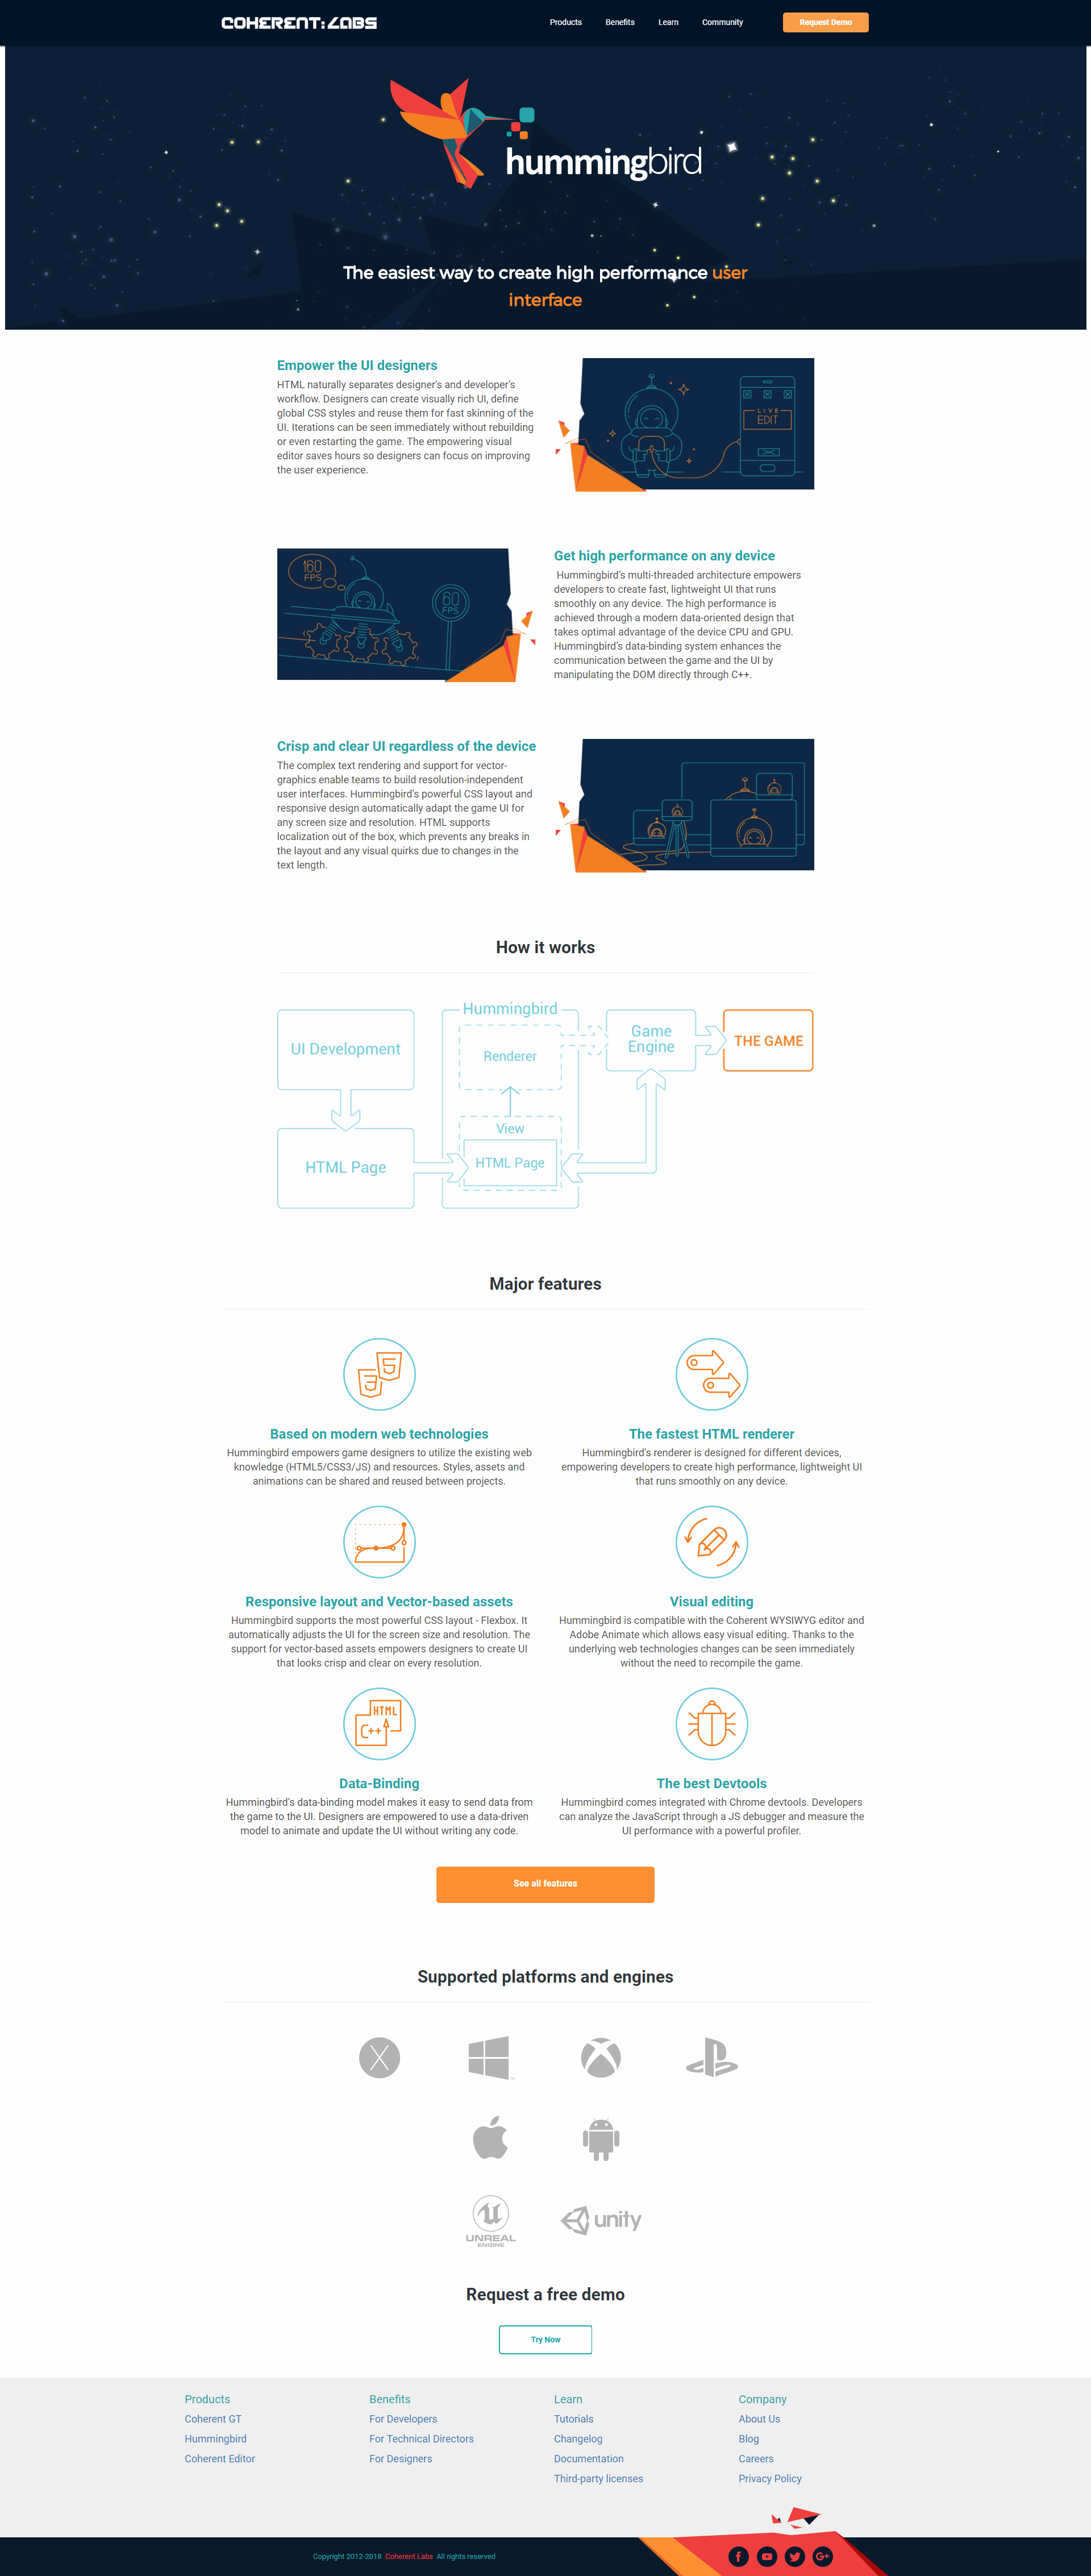 COHERENT:LABS
Products Benefits Learn Community Request Demo
hummingbird
The easiest way to create high performance user
interface
Empower the UI designers
HTML naturally separates designer's and developer's
workflow. Designers can create visually rich UI, define
global CSS styles and reuse them for fast skinning of the
UI. Iterations can be seen immediately without rebuilding
or even restarting the game. The empowering visual
editor saves hours so designers can focus on improving
the user experience.
LIVE
EDIT
160
FPS
60
FPS
Get high performance on any device
Hummingbird's multi-threaded architecture empowers
developers to create fast, lightweight UI that runs
smoothly on any device. The high performance is
achieved through a modern data-oriented design that
takes optimal advantage of the device CPU and GPU.
Hummingbird's data-binding system enhances the
communication between the game and the UI by
manipulating the DOM directly through C++.
Crisp and clear UI regardless of the device
The complex text rendering and support for vector-
graphics enable teams to build resolution-independent
user interfaces. Hummingbird's powerful CSS layout and
responsive design automatically adapt the game UI for
any screen size and resolution. HTML supports
localization out of the box, which prevents any breaks in
the layout and any visual quirks due to changes in the
text length.
How it works
UI Development
HTML Page
Hummingbird
Renderer
View
HTML Page
Game
Engine
THE GAME
Major features
Based on modern web technologies
Hummingbird empowers game designers to utilize the existing web
knowledge (HTML5/CSS3/JS) and resources. Styles, assets and
animations can be shared and reused between projects.
The fastest HTML renderer
Hummingbird's renderer is designed for different devices,
empowering developers to create high performance, lightweight UI
that runs smoothly on any device.
Responsive layout and Vector-based assets
Hummingbird supports the most powerful CSS layout - Flexbox. It
automatically adjusts the UI for the screen size and resolution. The
support for vector-based assets empowers designers to create UI
that looks crisp and clear on every resolution.
Visual editing
Hummingbird is compatible with the Coherent WYSIWYG editor and
Adobe Animate which allows easy visual editing. Thanks to the
underlying web technologies changes can be seen immediately
without the need to recompile the game.
HTML
C++
Data-Binding
Hummingbird's data-binding model makes it easy to send data from
the game to the UI. Designers are empowered to use a data-driven
model to animate and update the UI without writing any code.
The best Devtools
Hummingbird comes integrated with Chrome devtools. Developers
can analyze the JavaScript through a JS debugger and measure the
UI performance with a powerful profiler.
See all features
Supported platforms and engines
UNREAL
ENGINE
unity
Request a free demo
Try Now
Products
Coherent GT
Hummingbird
Coherent Editor
Benefits
For Developers
For Technical Directors
For Designers
Learn
Tutorials
Changelog
Documentation
Third-party licenses
Company
About Us
Blog
Careers
Privacy Policy
Copyright 2012-2018 Coherent Labs All rights reserved